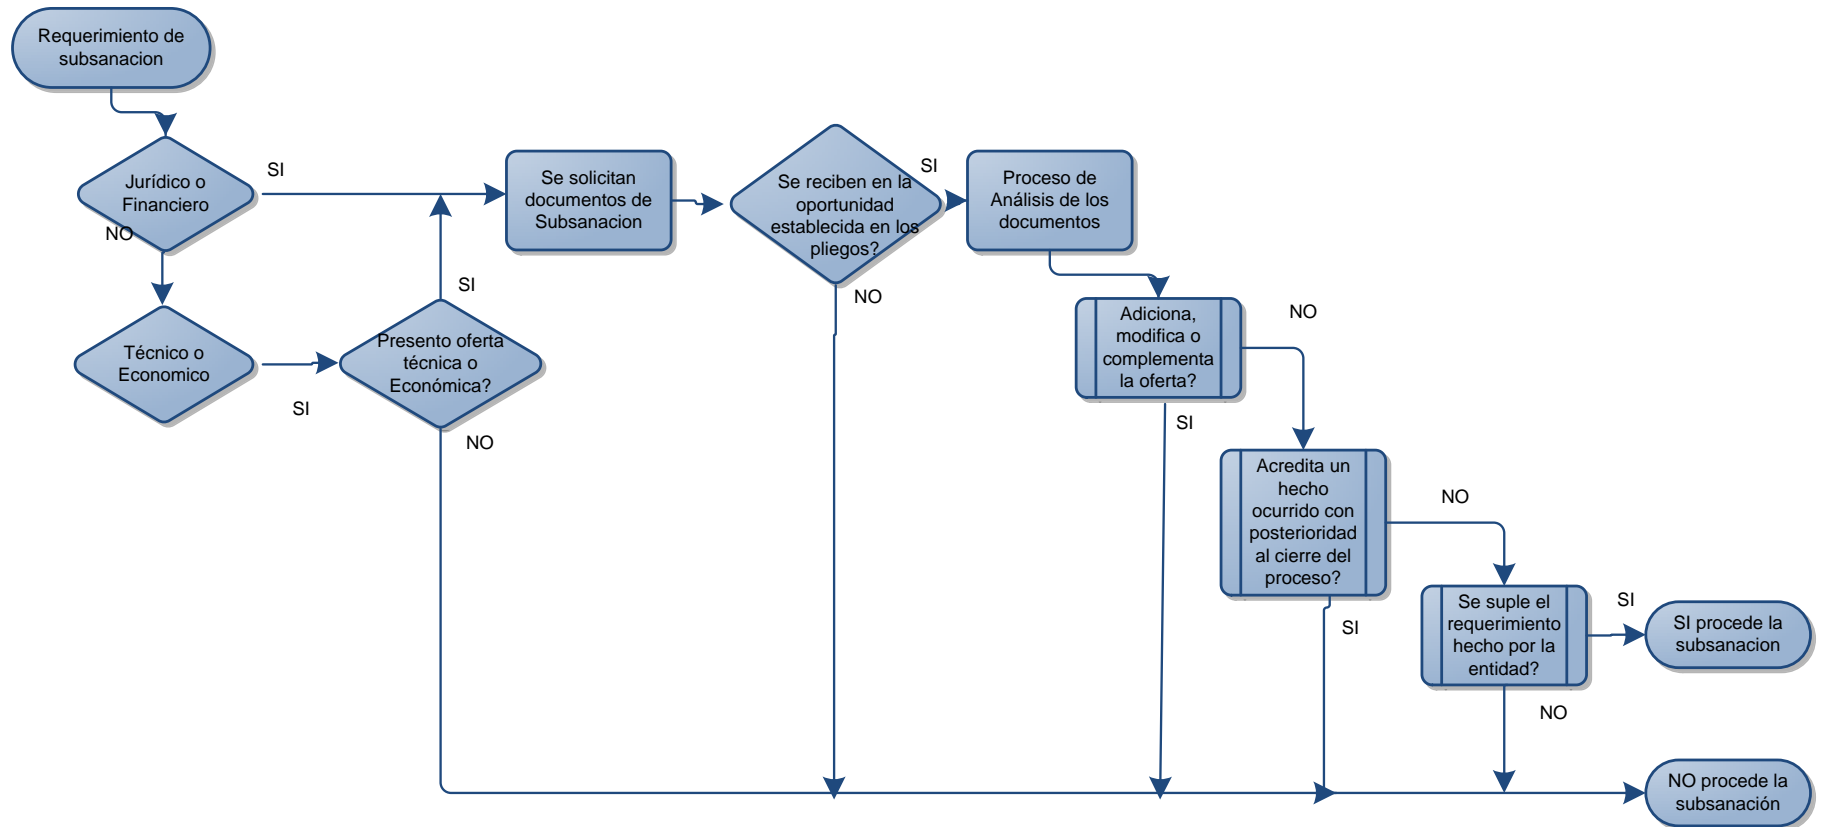 Requerimiento de
subsanacion
Jurídico o
Financiero
SI
NO
Técnico o
Economico
SI
Presento oferta
técnica o
Económica?
SI
NO
Se solicitan
documentos de
Subsanacion
Se reciben en la
oportunidad
establecida en los
pliegos?
SI
NO
Proceso de
Análisis de los
documentos
Adiciona,
modifica o
complementa
la oferta?
NO
SI
Acredita un
hecho
ocurrido con
posterioridad
al cierre del
proceso?
NO
SI
Se suple el
requerimiento
hecho por la
entidad?
SI
NO
SI procede la
subsanacion
NO procede la
subsanación